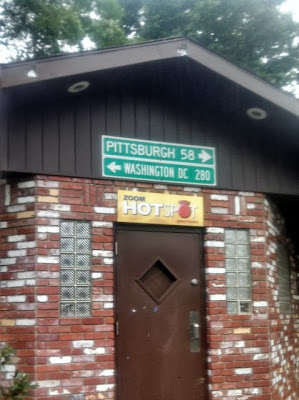 PITTSBURGH 58 →
← WASHINGTON DC 280
ZOOM
HOTSPOT